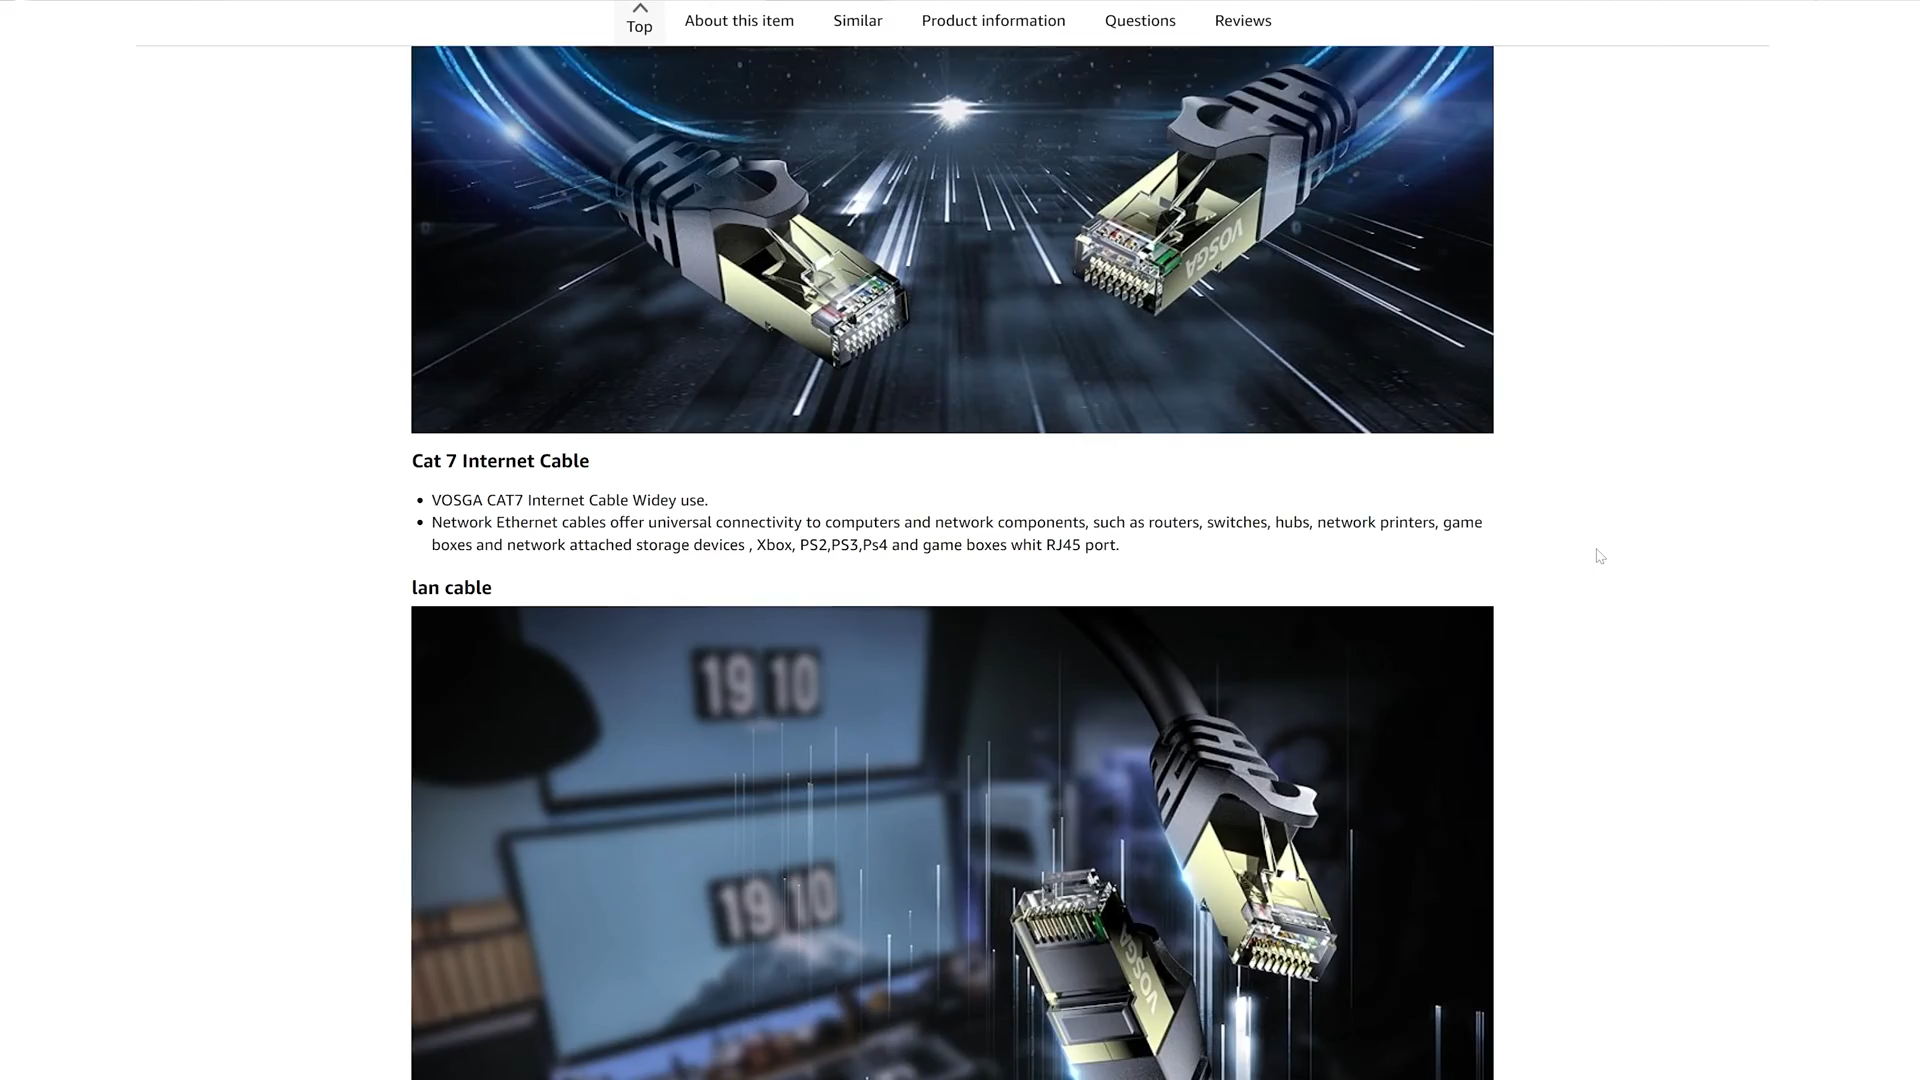 Top
About this item
Similar
Product information
Questions
Reviews
VOSGA
Cat 7 Internet Cable
VOSGA CAT7 Internet Cable Widey use.
Network Ethernet cables offer universal connectivity to computers and network components, such as routers, switches, hubs, network printers, game
boxes and network attached storage devices , Xbox, PS2,PS3,Ps4 and game boxes whit RJ45 port.
lan cable
19 10
19 10
VOSGA